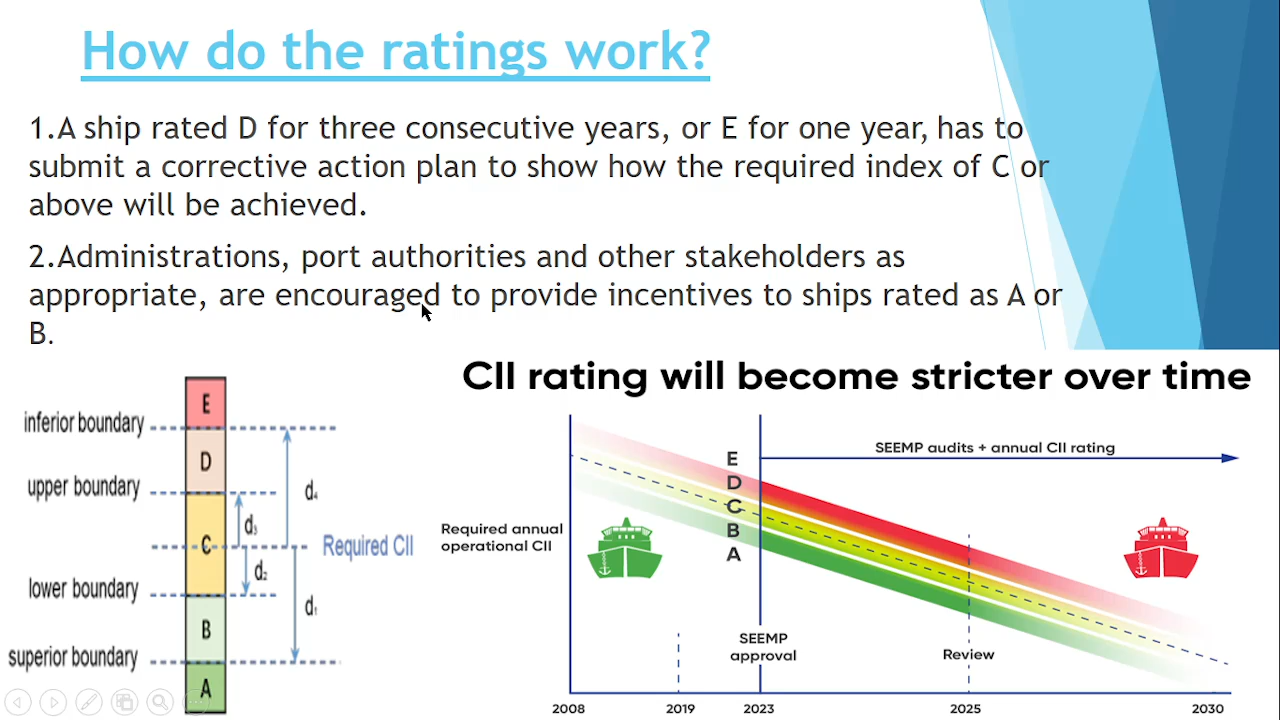 How do the ratings work?
1.A ship rated D for three consecutive years, or E for one year, has to
submit a corrective action plan to show how the required index of C or
above will be achieved.
2.Administrations, port authorities and other stakeholders as
appropriate, are encouraged to provide incentives to ships rated as A or
B.
E
inferior boundary
D
upper boundary
d₄
d₃
C
Required CII
d₂
lower boundary
d₁
B
superior boundary
A
CII rating will become stricter over time
SEEMP audits + annual CII rating
E
D
C
B
A
Required annual
operational CII
SEEMP
approval
Review
2008
2019
2023
2025
2030